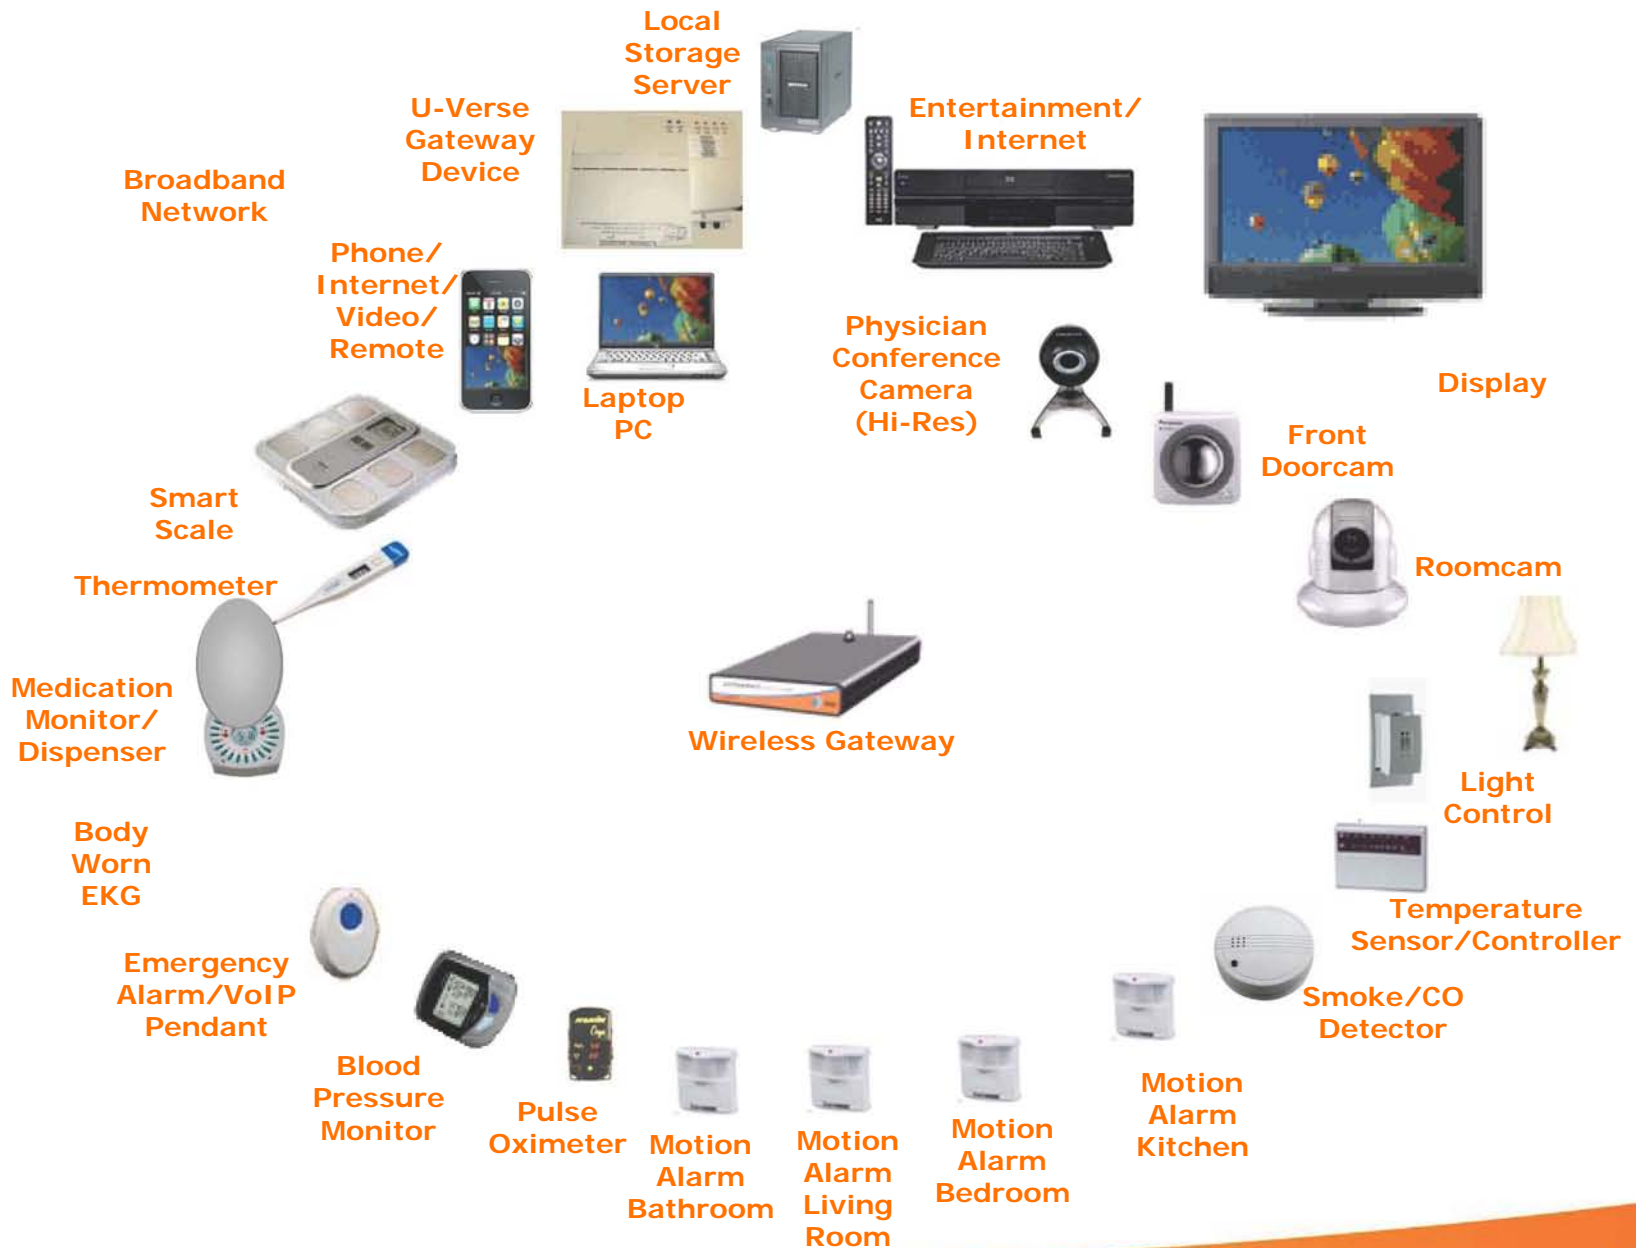 Local
Storage
Server
U-Verse
Gateway
Device
Entertainment/
Internet
Broadband
Network
Phone/
Internet/
Video/
Remote
Laptop
PC
Physician
Conference
Camera
(Hi-Res)
Display
Front
Doorcam
Smart
Scale
Roomcam
Thermometer
Medication
Monitor/
Dispenser
Wireless Gateway
Light
Control
Body
Worn
EKG
Temperature
Sensor/Controller
Emergency
Alarm/VoIP
Pendant
Smoke/CO
Detector
Blood
Pressure
Monitor
Pulse
Oximeter
Motion
Alarm
Bathroom
Motion
Alarm
Living
Room
Motion
Alarm
Bedroom
Motion
Alarm
Kitchen